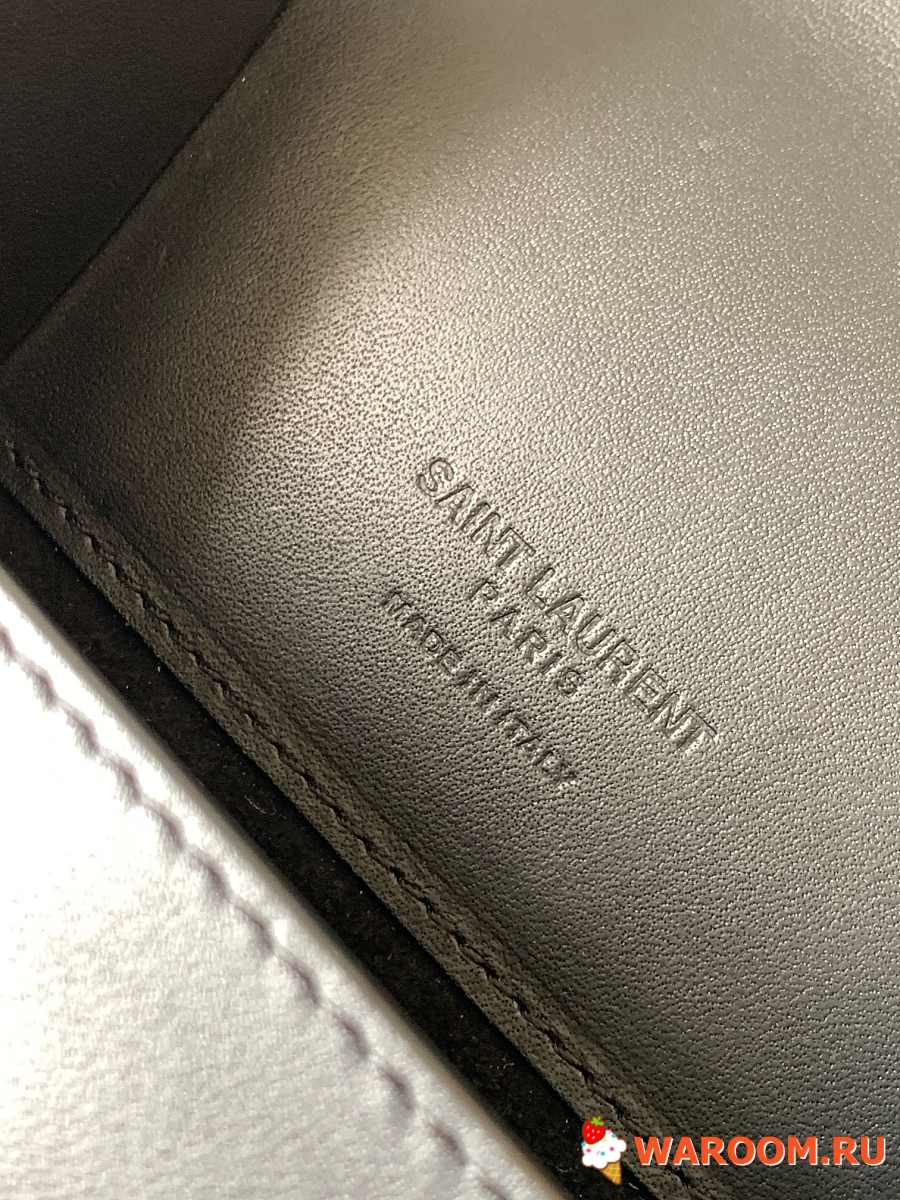 SAINT LAURENT
PARIS
MADE IN ITALY
WAROOM.RU